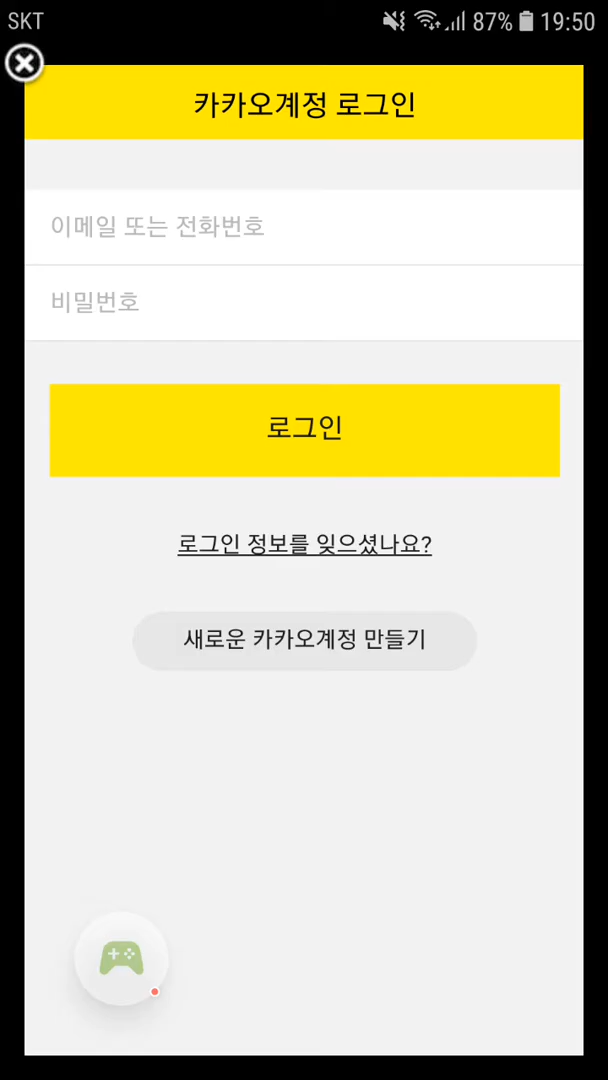 SKT 87% 19:50
카카오계정 로그인
이메일 또는 전화번호
비밀번호
로그인
로그인 정보를 잊으셨나요?
새로운 카카오계정 만들기